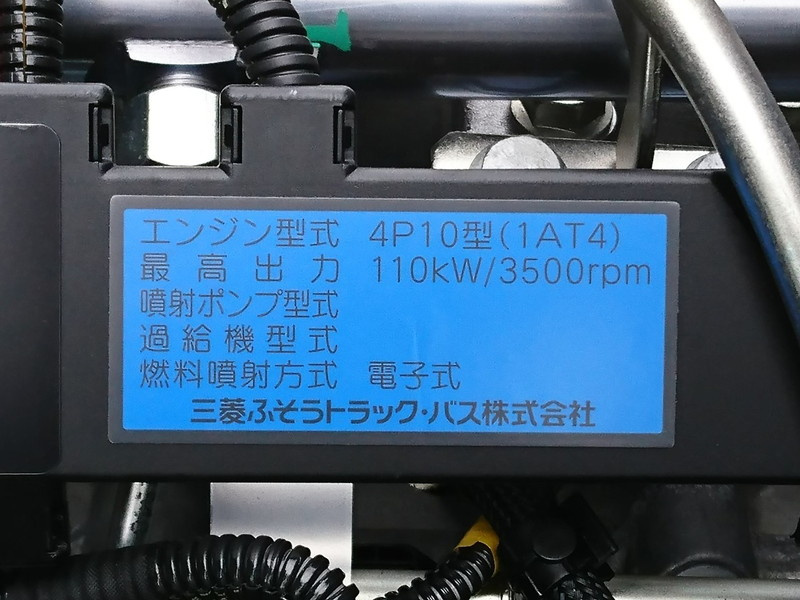 エンジン型式 4P10型(1AT4)
最高出力 110kW/3500rpm
噴射ポンプ型式
過給機型式
燃料噴射方式 電子式
三菱ふそうトラック・バス株式会社